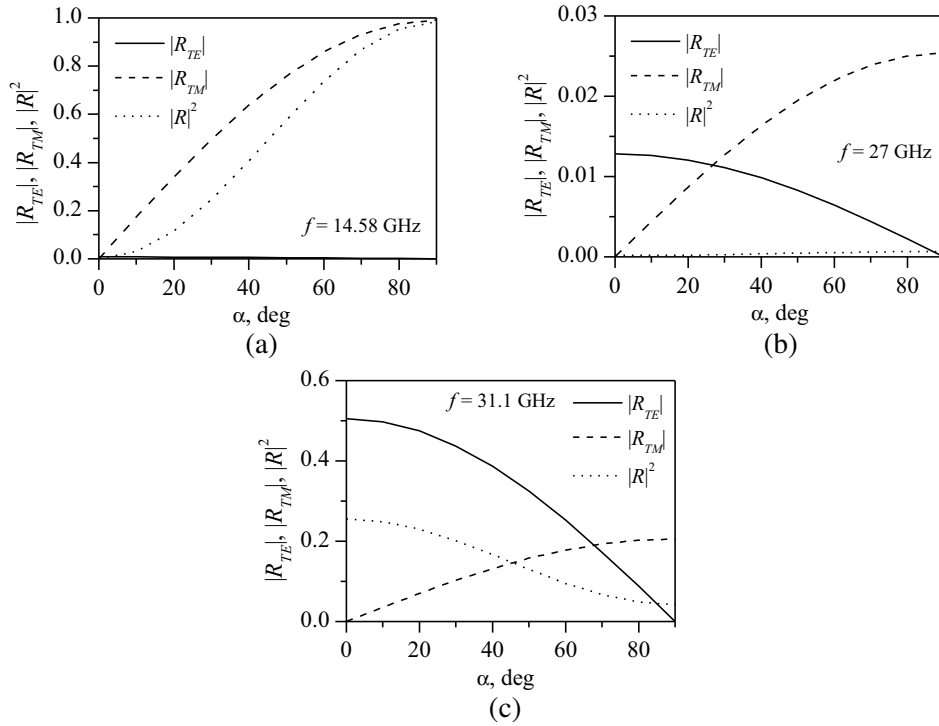 |R_TE|, |R_TM|, |R|^2
1.0
0.8
0.6
0.4
0.2
0.0
|R_TE|
|R_TM|
|R|^2
f = 14.58 GHz
0 20 40 60 80
α, deg
(a)
|R_TE|, |R_TM|, |R|^2
0.03
0.02
0.01
0.00
|R_TE|
|R_TM|
|R|^2
f = 27 GHz
0 20 40 60 80
α, deg
(b)
|R_TE|, |R_TM|, |R|^2
0.6
0.4
0.2
0.0
f = 31.1 GHz
|R_TE|
|R_TM|
|R|^2
0 20 40 60 80
α, deg
(c)